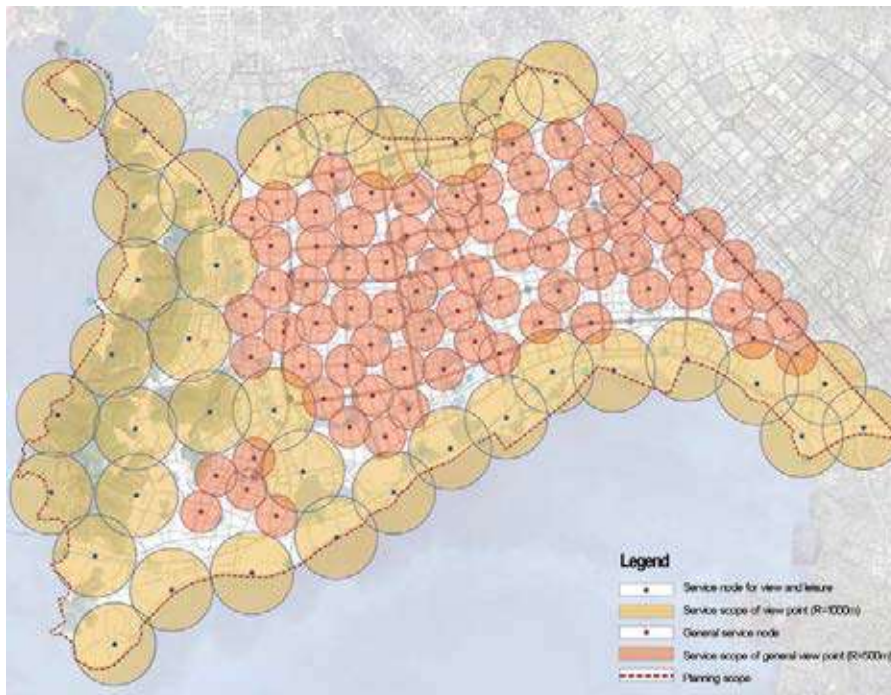 Legend
Service node for view and leisure
Service scope of view point (R=1000m)
General service node
Service scope of general view point (R=500m)
Planning scope